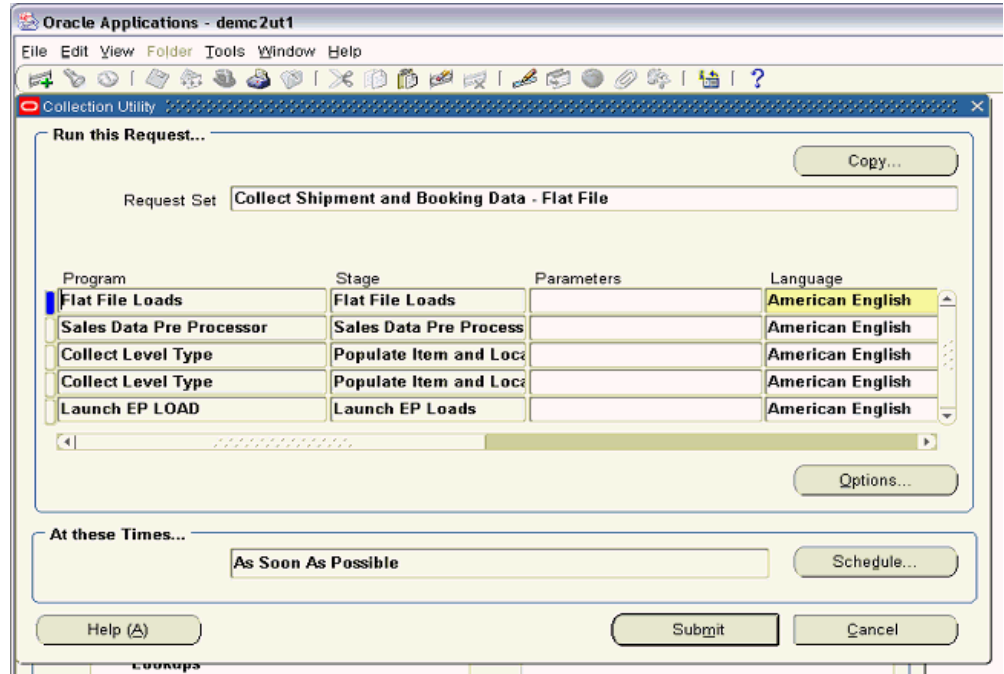 Oracle Applications - demc2ut1
File Edit View Folder Tools Window Help
Collection Utility
Run this Request...
Copy...
Request Set Collect Shipment and Booking Data - Flat File
Program Stage Parameters Language
Flat File Loads Flat File Loads American English
Sales Data Pre Processor Sales Data Pre Process American English
Collect Level Type Populate Item and Loca American English
Collect Level Type Populate Item and Loca American English
Launch EP LOAD Launch EP Loads American English
Options...
At these Times...
As Soon As Possible Schedule...
Help (A) Submit Cancel
Lookups